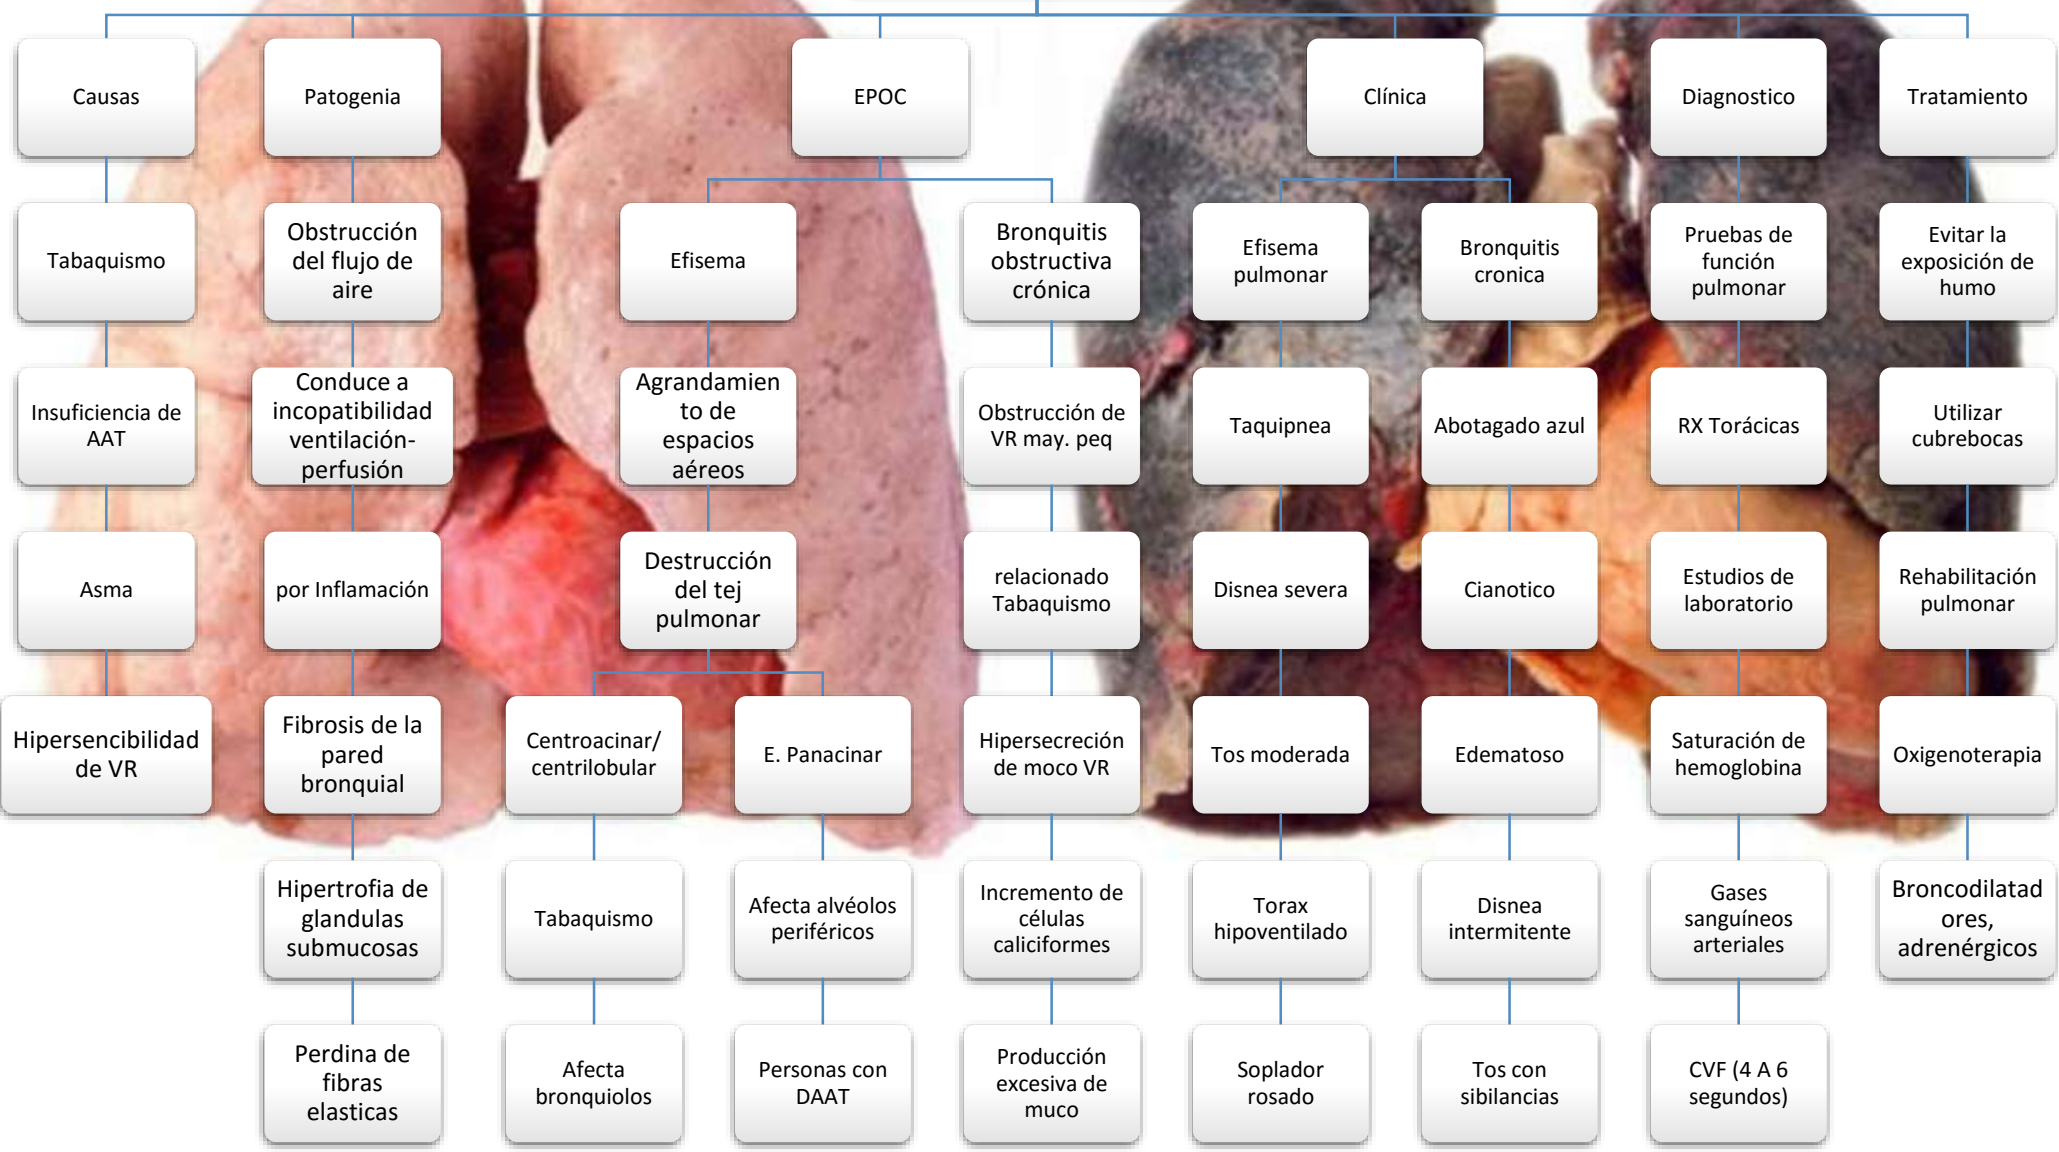 Causas
Patogenia
EPOC
Clínica
Diagnostico
Tratamiento
Tabaquismo
Obstrucción
del flujo de
aire
Efisema
Bronquitis
obstructiva
crónica
Efisema
pulmonar
Bronquitis
cronica
Pruebas de
función
pulmonar
Evitar la
exposición de
humo
Insuficiencia de
AAT
Conduce a
incopatibilidad
ventilación-
perfusión
Agrandamien
to de
espacios
aéreos
Obstrucción de
VR may. peq
Taquipnea
Abotagado azul
RX Torácicas
Utilizar
cubrebocas
Asma
por Inflamación
Destrucción
del tej
pulmonar
relacionado
Tabaquismo
Disnea severa
Cianotico
Estudios de
laboratorio
Rehabilitación
pulmonar
Hipersencibilidad
de VR
Fibrosis de la
pared
bronquial
Centroacinar/
centrilobular
E. Panacinar
Hipersecreción
de moco VR
Tos moderada
Edematoso
Saturación de
hemoglobina
Oxigenoterapia
Hipertrofia de
glandulas
submucosas
Tabaquismo
Afecta alvéolos
periféricos
Incremento de
células
caliciformes
Torax
hipoventilado
Disnea
intermitente
Gases
sanguíneos
arteriales
Broncodilatad
ores,
adrenérgicos
Perdina de
fibras
elasticas
Afecta
bronquiolos
Personas con
DAAT
Producción
excesiva de
muco
Soplador
rosado
Tos con
sibilancias
CVF (4 A 6
segundos)